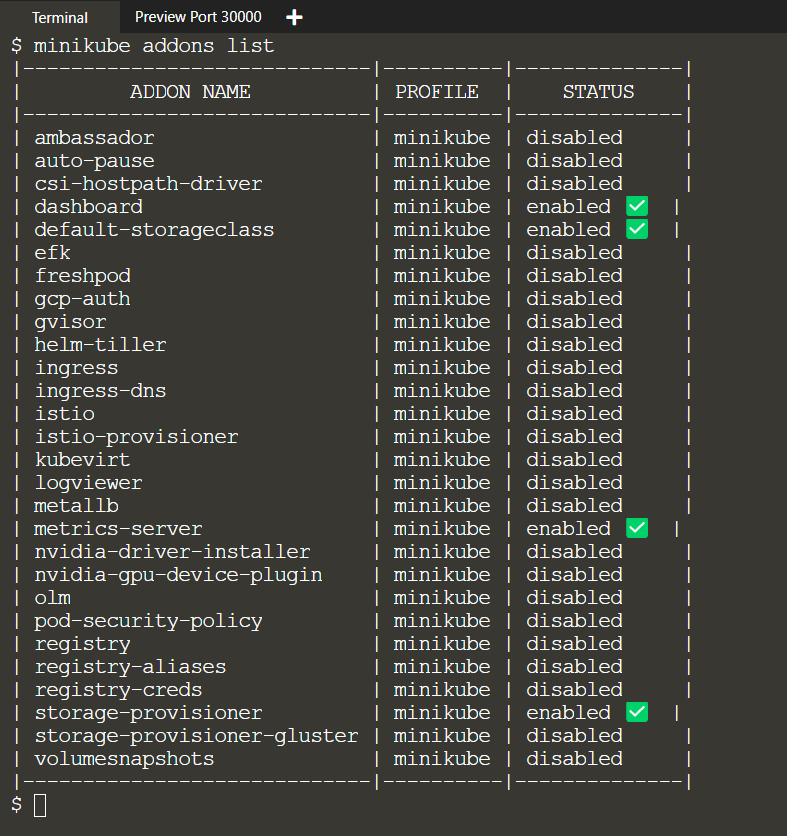 Terminal Preview Port 30000 +
$ minikube addons list
|-----------------------------|----------|--------------|
| ADDON NAME | PROFILE | STATUS |
|-----------------------------|----------|--------------|
| ambassador | minikube | disabled |
| auto-pause | minikube | disabled |
| csi-hostpath-driver | minikube | disabled |
| dashboard | minikube | enabled ✅ |
| default-storageclass | minikube | enabled ✅ |
| efk | minikube | disabled |
| freshpod | minikube | disabled |
| gcp-auth | minikube | disabled |
| gvisor | minikube | disabled |
| helm-tiller | minikube | disabled |
| ingress | minikube | disabled |
| ingress-dns | minikube | disabled |
| istio | minikube | disabled |
| istio-provisioner | minikube | disabled |
| kubevirt | minikube | disabled |
| logviewer | minikube | disabled |
| metallb | minikube | disabled |
| metrics-server | minikube | enabled ✅ |
| nvidia-driver-installer | minikube | disabled |
| nvidia-gpu-device-plugin | minikube | disabled |
| olm | minikube | disabled |
| pod-security-policy | minikube | disabled |
| registry | minikube | disabled |
| registry-aliases | minikube | disabled |
| registry-creds | minikube | disabled |
| storage-provisioner | minikube | enabled ✅ |
| storage-provisioner-gluster | minikube | disabled |
| volumesnapshots | minikube | disabled |
|-----------------------------|----------|--------------|
$